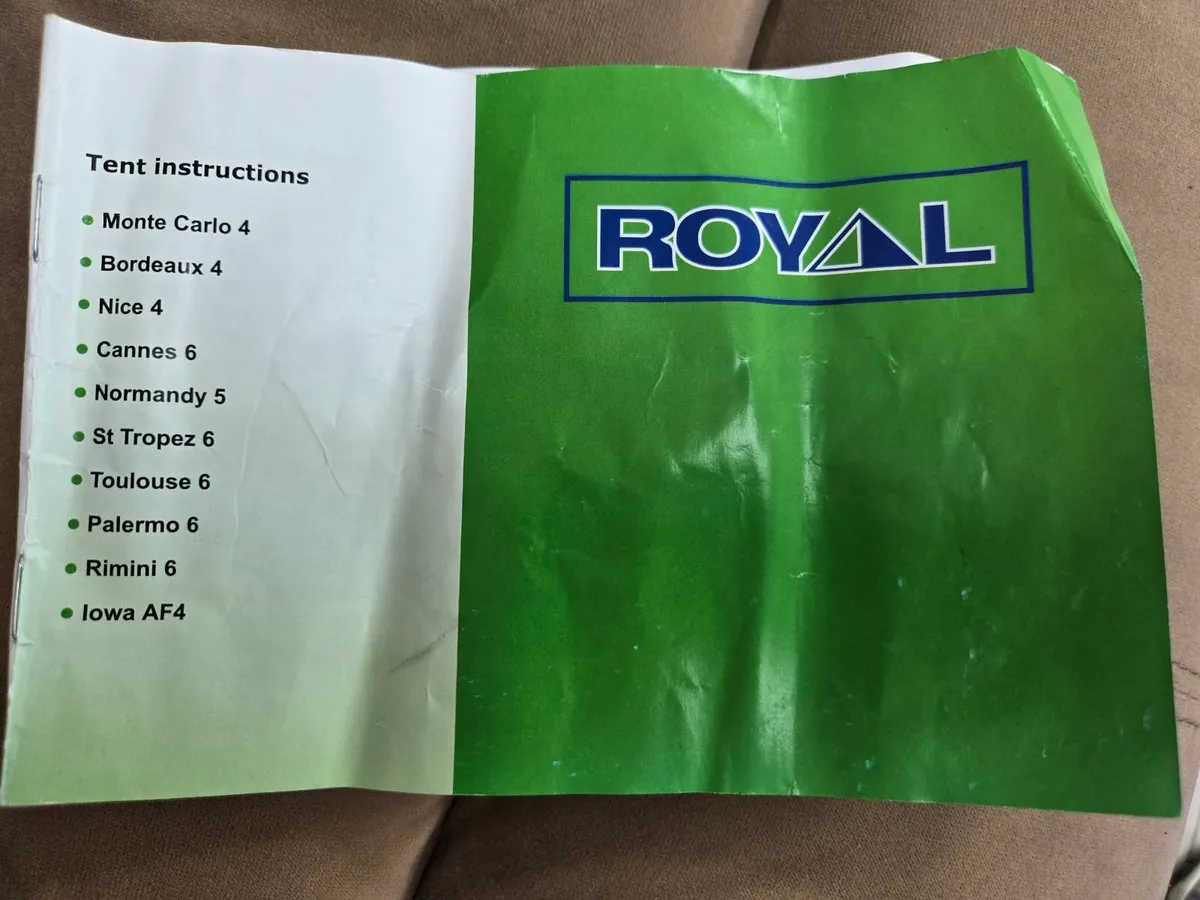 Tent instructions
Monte Carlo 4
Bordeaux 4
Nice 4
Cannes 6
Normandy 5
St Tropez 6
Toulouse 6
Palermo 6
Rimini 6
Iowa AF4
ROYAL